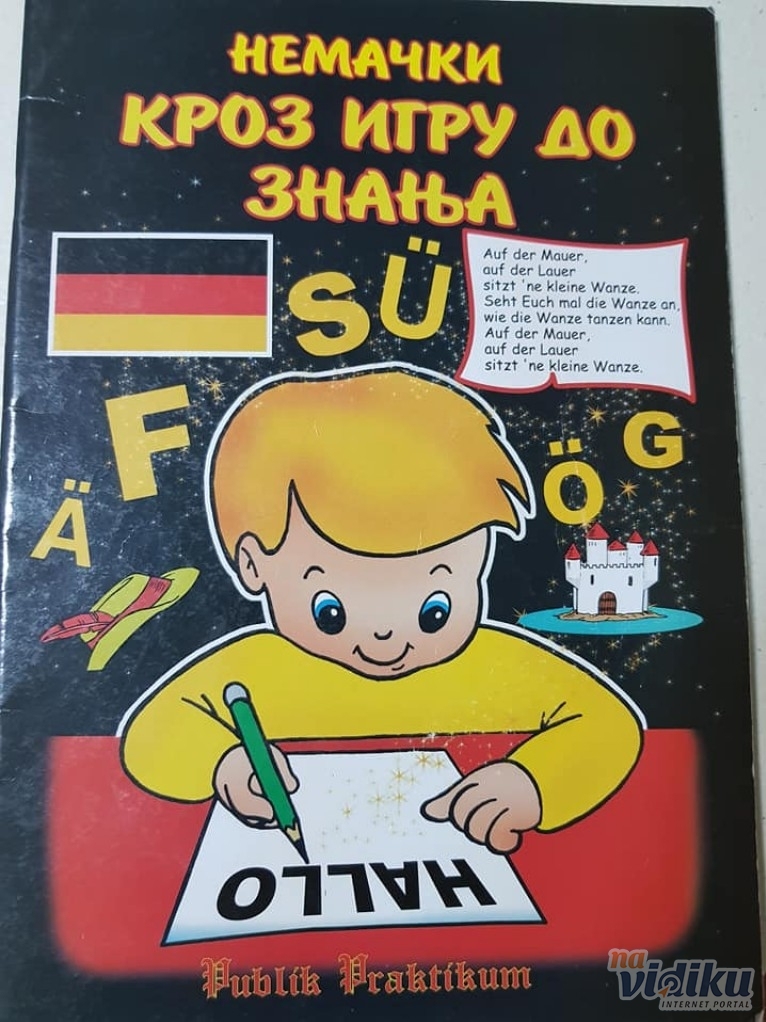 НЕМАЧКИ
КРОЗ ИГРУ ДО
ЗНАЊА
SÜ
Auf der Mauer,
auf der Lauer
sitzt 'ne kleine Wanze.
Seht Euch mal die Wanze an,
wie die Wanze tanzen kann.
Auf der Mauer,
auf der Lauer
sitzt 'ne kleine Wanze.
Ä F
Ö G
HALLO
Publik Praktikum
na
vidiku
INTERNET PORTAL